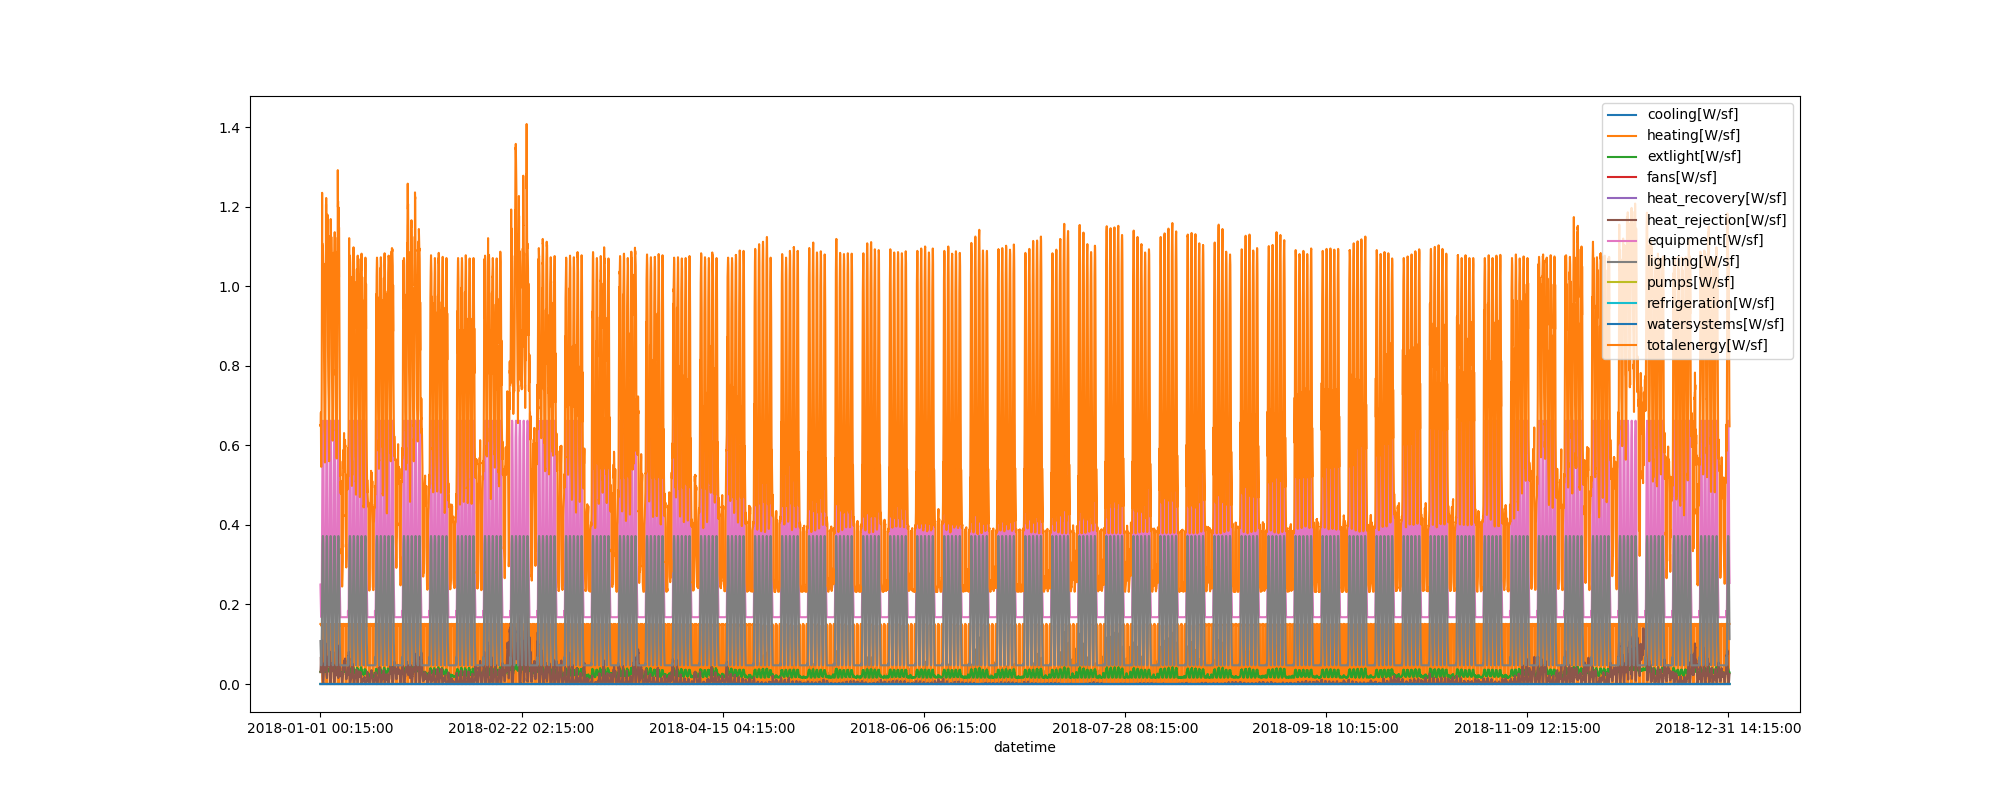 1.4
1.2
1.0
0.8
0.6
0.4
0.2
0.0
cooling[W/sf]
heating[W/sf]
extlight[W/sf]
fans[W/sf]
heat_recovery[W/sf]
heat_rejection[W/sf]
equipment[W/sf]
lighting[W/sf]
pumps[W/sf]
refrigeration[W/sf]
watersystems[W/sf]
totalenergy[W/sf]
2018-01-01 00:15:00 2018-02-22 02:15:00 2018-04-15 04:15:00 2018-06-06 06:15:00 2018-07-28 08:15:00 2018-09-18 10:15:00 2018-11-09 12:15:00 2018-12-31 14:15:00
datetime